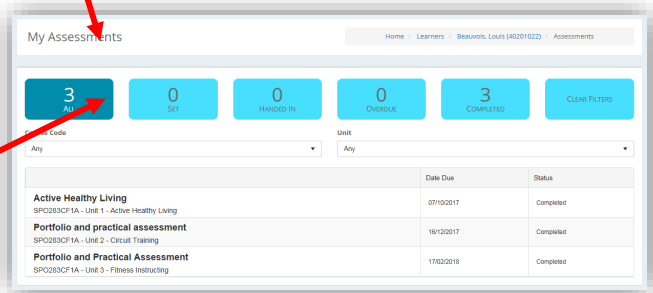 My Assessments
Home / Learners / Beauvois, Louis (40201022) / Assessments
3
0
0
0
3
All
Set
Handed In
Overdue
Completed
Clear Filters
Code
Unit
Any
Any
Date Due
Status
Active Healthy Living
SPO283CF1A - Unit 1 - Active Healthy Living
07/10/2017
Completed
Portfolio and practical assessment
SPO283CF1A - Unit 2 - Circuit Training
16/12/2017
Completed
Portfolio and Practical Assessment
SPO283CF1A - Unit 3 - Fitness Instructing
17/02/2018
Completed